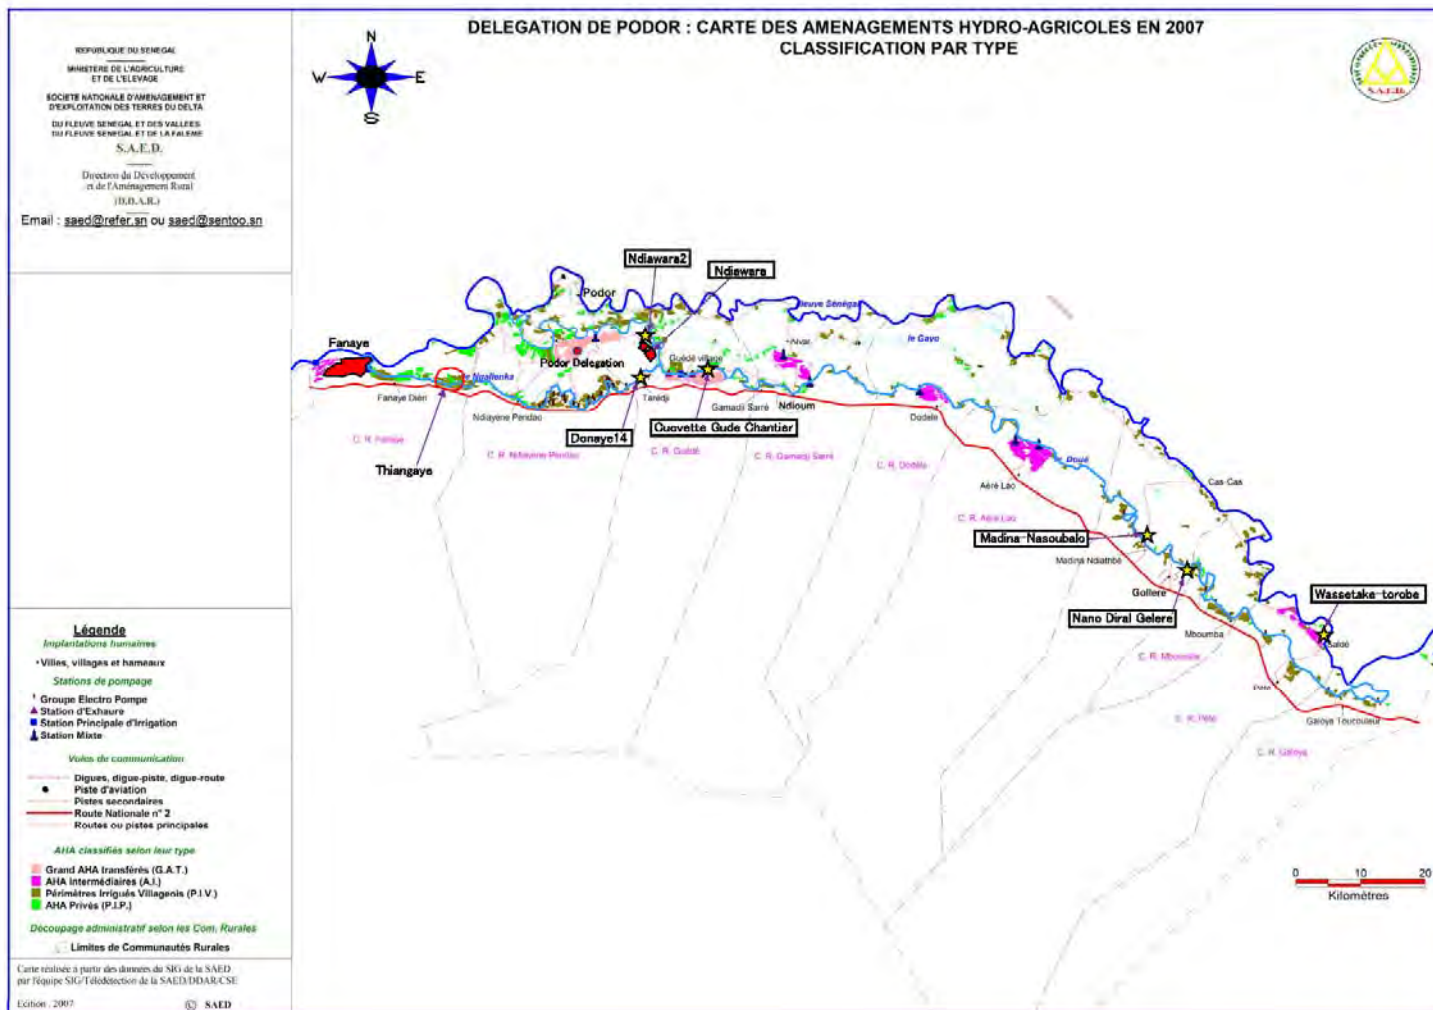 DELEGATION DE PODOR : CARTE DES AMENAGEMENTS HYDRO-AGRICOLES EN 2007
CLASSIFICATION PAR TYPE
REPUBLIQUE DU SENEGAL
MINISTERE DE L'AGRICULTURE
ET DE L'ELEVAGE
SOCIETE NATIONALE D'AMENAGEMENT ET
D'EXPLOITATION DES TERRES DU DELTA
DU FLEUVE SENEGAL ET DES VALLEES
DU FLEUVE SENEGAL ET DE LA FALEME
S.A.E.D.
Direction du Développement
et de l'Aménagement Rural
(D.D.A.R.)
Email : saed@refer.sn ou saed@sentoo.sn
N
W
E
S
S.A.E.D.
Ndiawara2
Ndiawara
Podor
fleuve Sénégal
le Gayo
Fanaye
Alwar
Guédé village
Podor Delegation
Ngallenka
Fanaye Diéri
Tarédji
Gamadji Sarré
Ndioum
Ndiayene Pendao
Dodele
Donaye14
Cuovette Gude Chantier
C. R. Fanaye
C. R. Ndiayene Pendao
C. R. Guédé
C. R. Gamadji Sarré
C. R. Dodéle
Thiangaye
Doué
Aéré Lao
Cas-Cas
C. R. Aéré Lao
Madina-Nasoubalo
Madina Ndiathbé
Gollere
Wassetake-torobe
Nano Diral Gelere
Mboumba
Saldé
C. R. Mboumba
Pété
C. R. Pété
Galoya Toucouleur
C. R. Galoya
Légende
Implantations humaines
Villes, villages et hameaux
Stations de pompage
Groupe Electro Pompe
Station d'Exhaure
Station Principale d'Irrigation
Station Mixte
Voies de communication
Digues, digue-piste, digue-route
Piste d'aviation
Pistes secondaires
Route Nationale n° 2
Routes ou pistes principales
AHA classifiés selon leur type
Grand AHA transférés (G.A.T.)
AHA Intermédiaires (A.I.)
Périmètres Irrigués Villageois (P.I.V.)
AHA Privés (P.I.P.)
Découpage administratif selon les Com. Rurales
Limites de Communautés Rurales
0 10 20
Kilomètres
Carte réalisée à partir des données du SIG de la SAED
par l'équipe SIG/Télédétection de la SAED/DDAR/CSE
Edition : 2007
© SAED